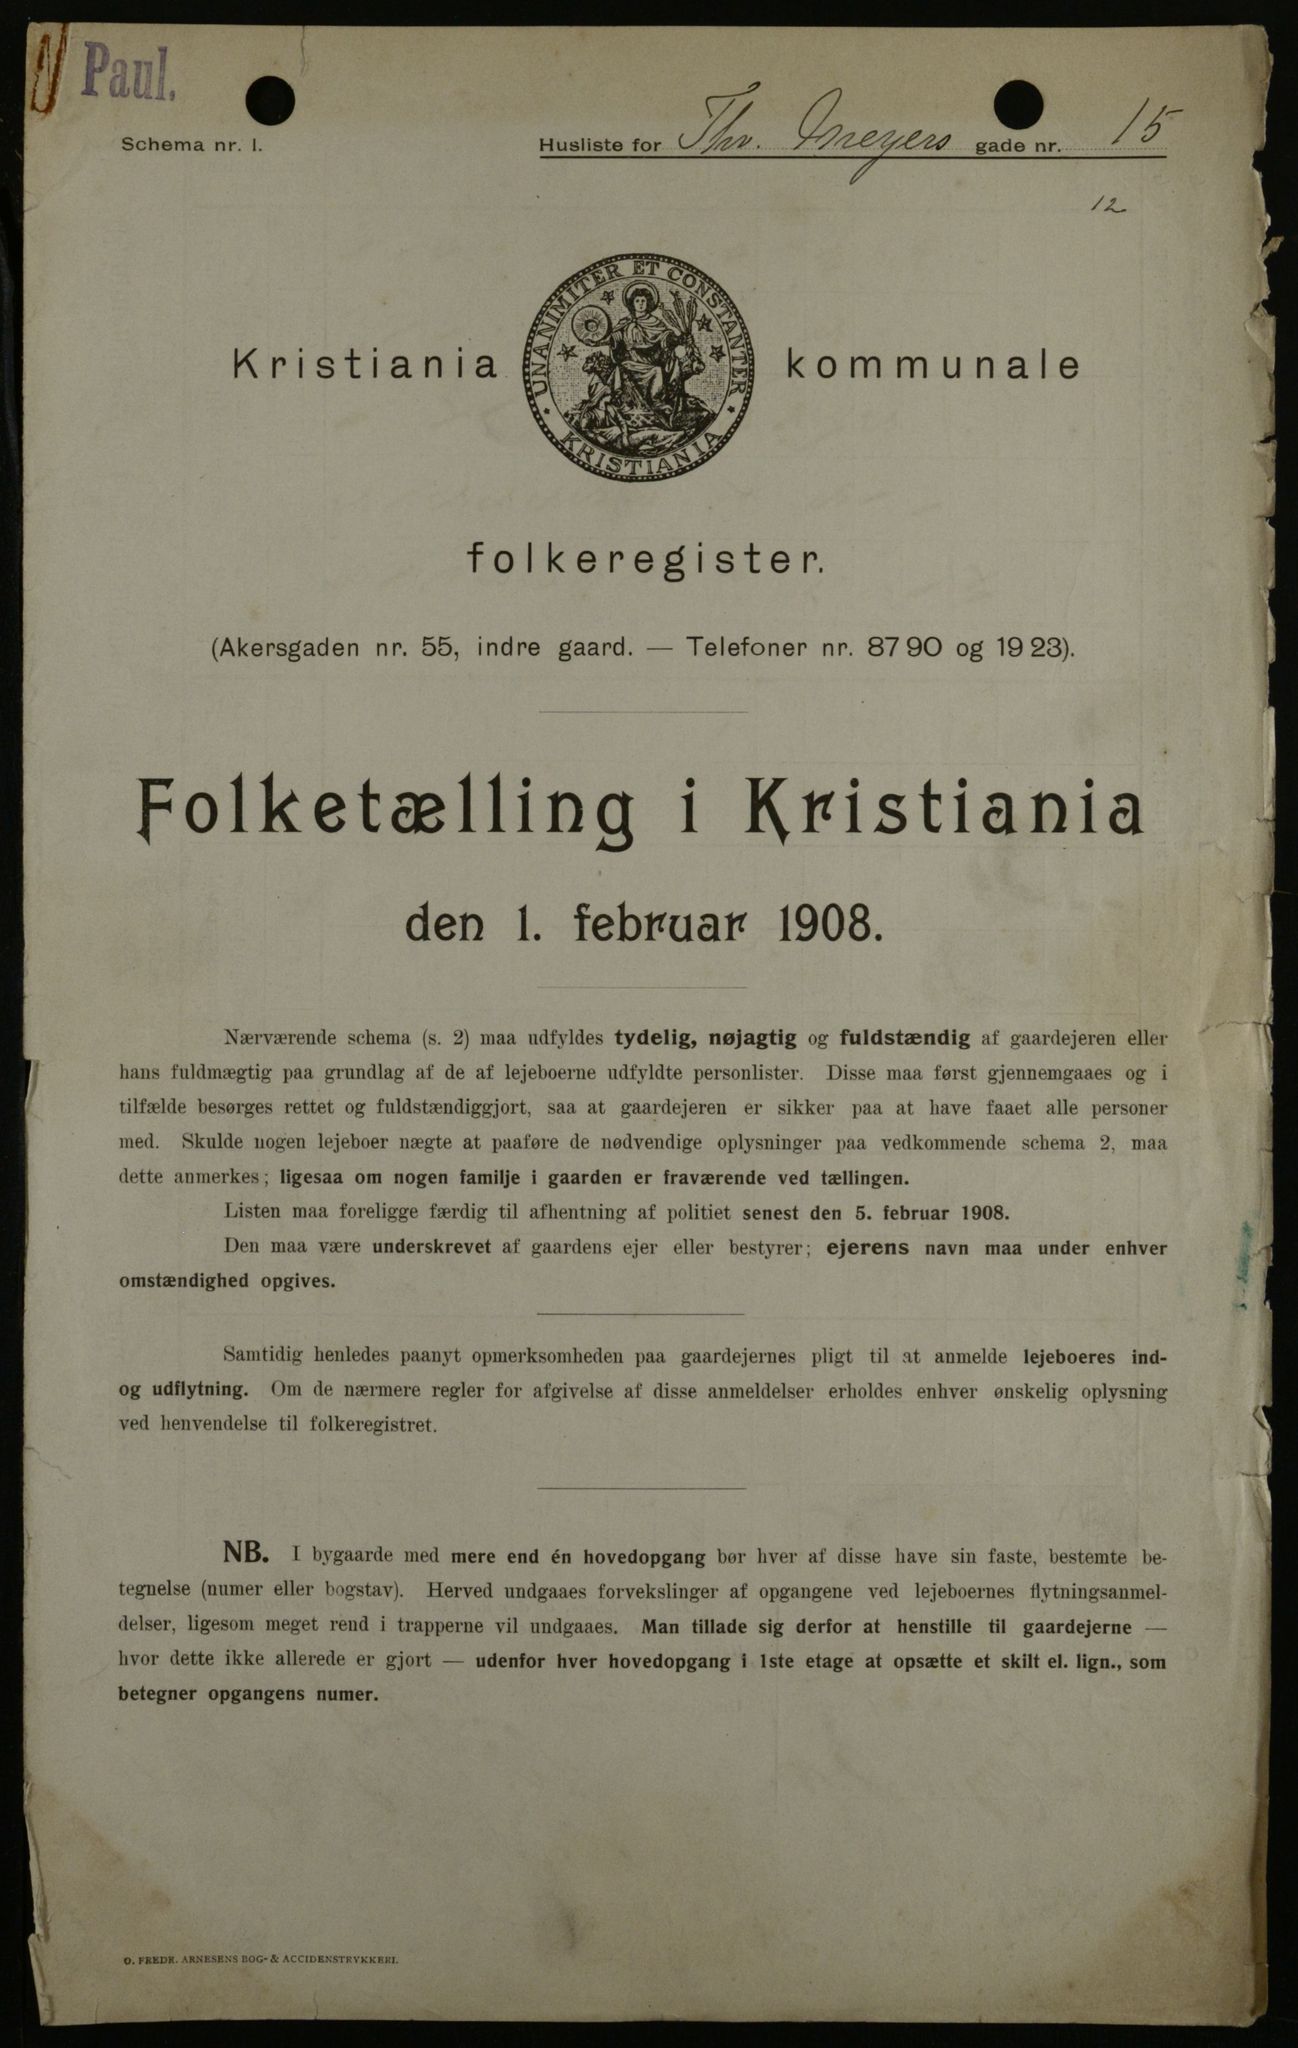 Paul.
Schema nr. 1.
Husliste for Thv. Meyers gade nr. 15
12
UNANIMITER ET CONSTANTER
KRISTIANIA
Kristiania kommunale
folkeregister.
(Akersgaden nr. 55, indre gaard. — Telefoner nr. 87 90 og 19 23).
Folketælling i Kristiania
den 1. februar 1908.
Nærværende schema (s. 2) maa udfyldes tydelig, nøjagtig og fuldstændig af gaardejeren eller
hans fuldmægtig paa grundlag af de af lejeboerne udfyldte personlister. Disse maa først gjennemgaaes og i
tilfælde besørges rettet og fuldstændiggjort, saa at gaardejeren er sikker paa at have faaet alle personer
med. Skulde nogen lejeboer nægte at paaføre de nødvendige oplysninger paa vedkommende schema 2, maa
dette anmerkes; ligesaa om nogen familje i gaarden er fraværende ved tællingen.
Listen maa foreligge færdig til afhentning af politiet senest den 5. februar 1908.
Den maa være underskrevet af gaardens ejer eller bestyrer; ejerens navn maa under enhver
omstændighed opgives.
Samtidig henledes paanyt opmerksomheden paa gaardejernes pligt til at anmelde lejeboeres ind-
og udflytning. Om de nærmere regler for afgivelse af disse anmeldelser erholdes enhver ønskelig oplysning
ved henvendelse til folkeregistret.
NB. I bygaarde med mere end én hovedopgang bør hver af disse have sin faste, bestemte be-
tegnelse (numer eller bogstav). Herved undgaaes forvekslinger af opgangene ved lejeboernes flytningsanmel-
delser, ligesom meget rend i trapperne vil undgaaes. Man tillade sig derfor at henstille til gaardejerne —
hvor dette ikke allerede er gjort — udenfor hver hovedopgang i 1ste etage at opsætte et skilt el. lign., som
betegner opgangens numer.
O. FREDR. ARNESENS BOG- & ACCIDENSTRYKKERI.